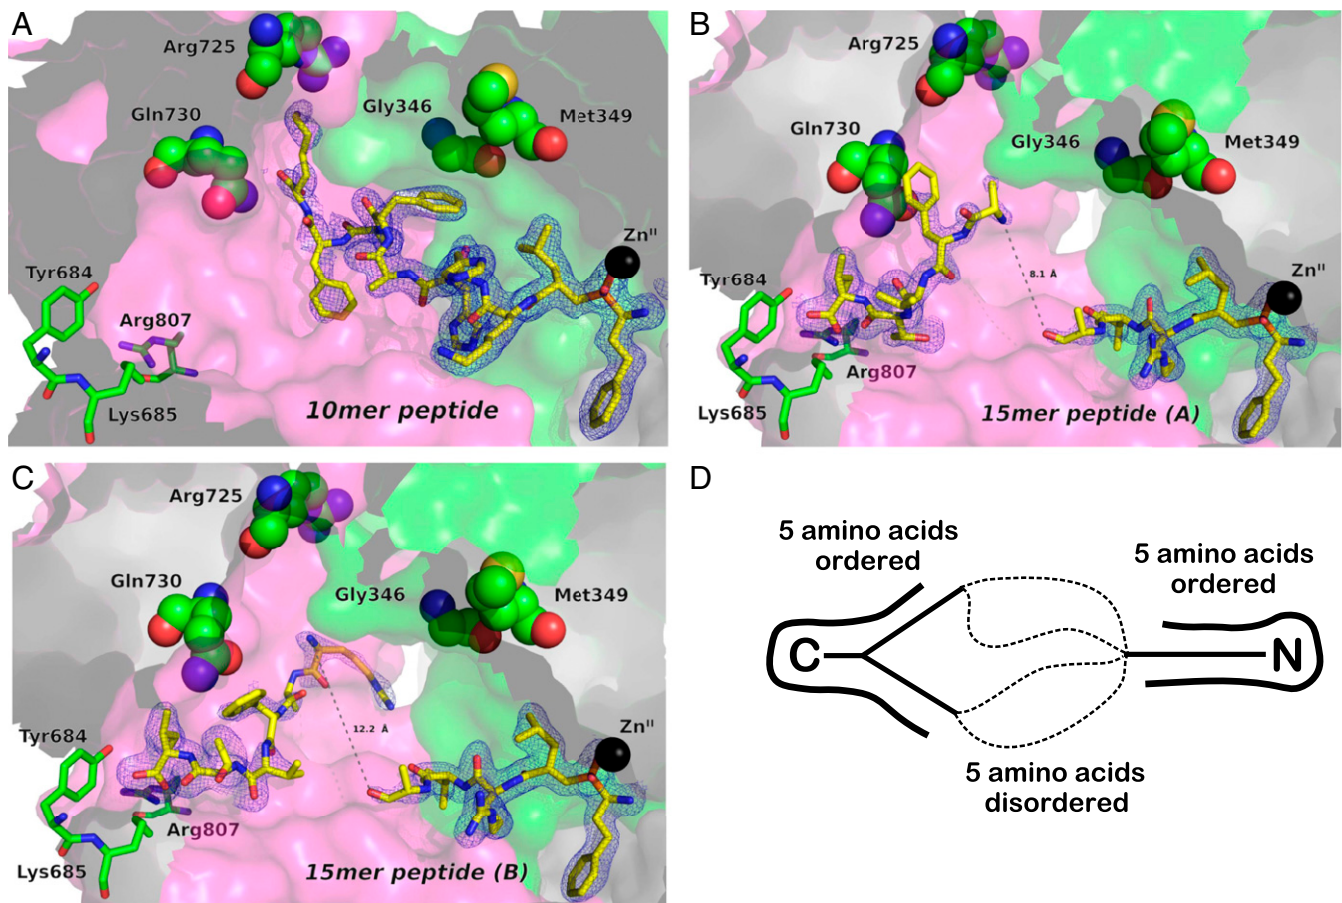 A
Arg725
Gln730
Gly346
Met349
Zn^II
Tyr684
Arg807
Lys685
10mer peptide
B
Arg725
Gln730
Gly346
Met349
Zn^II
Tyr684
8.1 Å
Arg807
Lys685
15mer peptide (A)
C
Arg725
Gln730
Gly346
Met349
Zn^II
Tyr684
12.2 Å
Arg807
Lys685
15mer peptide (B)
D
5 amino acids
ordered
5 amino acids
ordered
C
N
5 amino acids
disordered